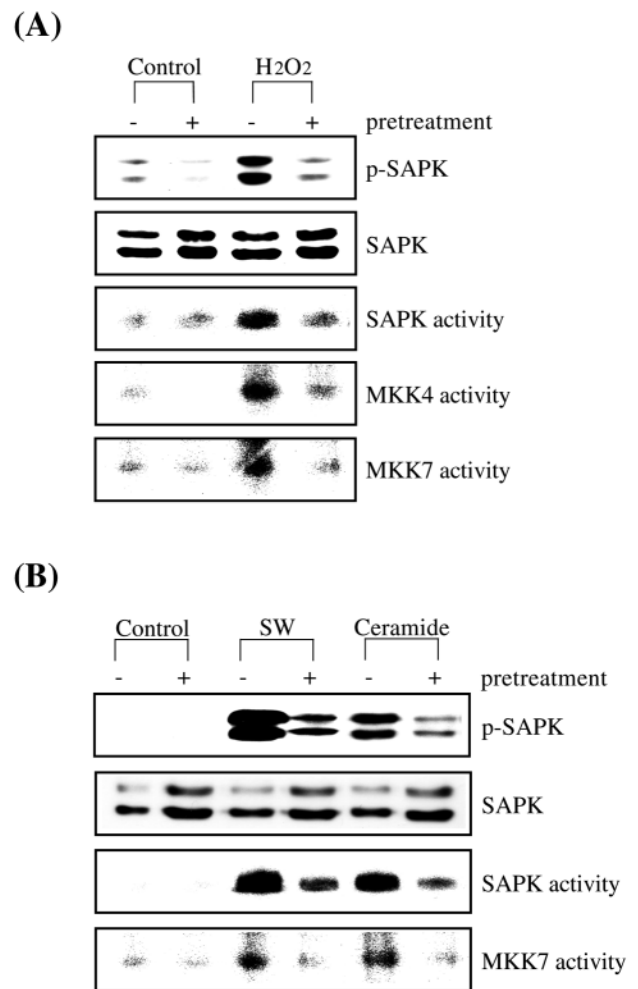 (A)
Control H2O2
- + - + pretreatment
p-SAPK
SAPK
SAPK activity
MKK4 activity
MKK7 activity
(B)
Control SW Ceramide
- + - + - + pretreatment
p-SAPK
SAPK
SAPK activity
MKK7 activity